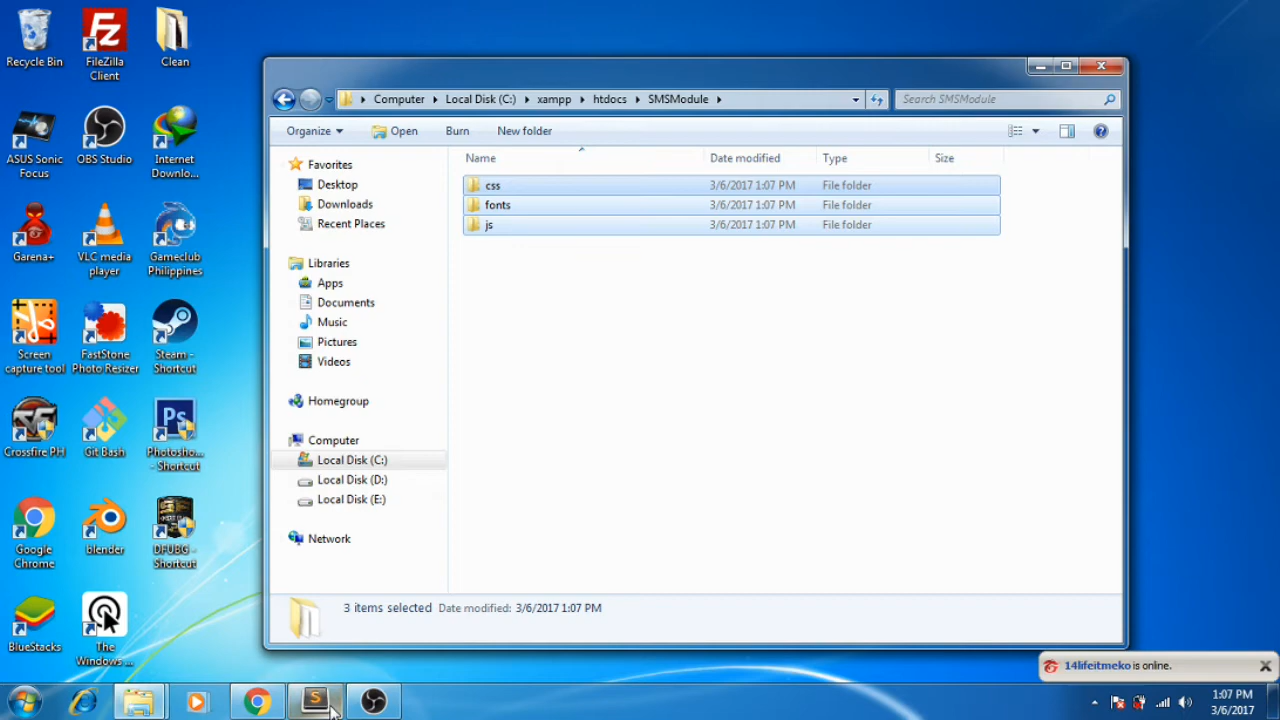 Recycle Bin
FileZilla Client
Clean
ASUS Sonic Focus
OBS Studio
Internet Downlo...
Garena+
VLC media player
Gameclub Philippines
Screen capture tool
FastStone Photo Resizer
Steam - Shortcut
Crossfire PH
Git Bash
Photosho... - Shortcut
Google Chrome
blender
DFUBG - Shortcut
BlueStacks
The Windows ...
Computer
Local Disk (C:)
xampp
htdocs
SMSModule
Search SMSModule
Organize
Open
Burn
New folder
Favorites
Desktop
Downloads
Recent Places
Libraries
Apps
Documents
Music
Pictures
Videos
Homegroup
Computer
Local Disk (C:)
Local Disk (D:)
Local Disk (E:)
Network
Name Date modified Type Size
css 3/6/2017 1:07 PM File folder
fonts 3/6/2017 1:07 PM File folder
js 3/6/2017 1:07 PM File folder
3 items selected Date modified: 3/6/2017 1:07 PM
14lifeitmeko is online.
1:07 PM
3/6/2017